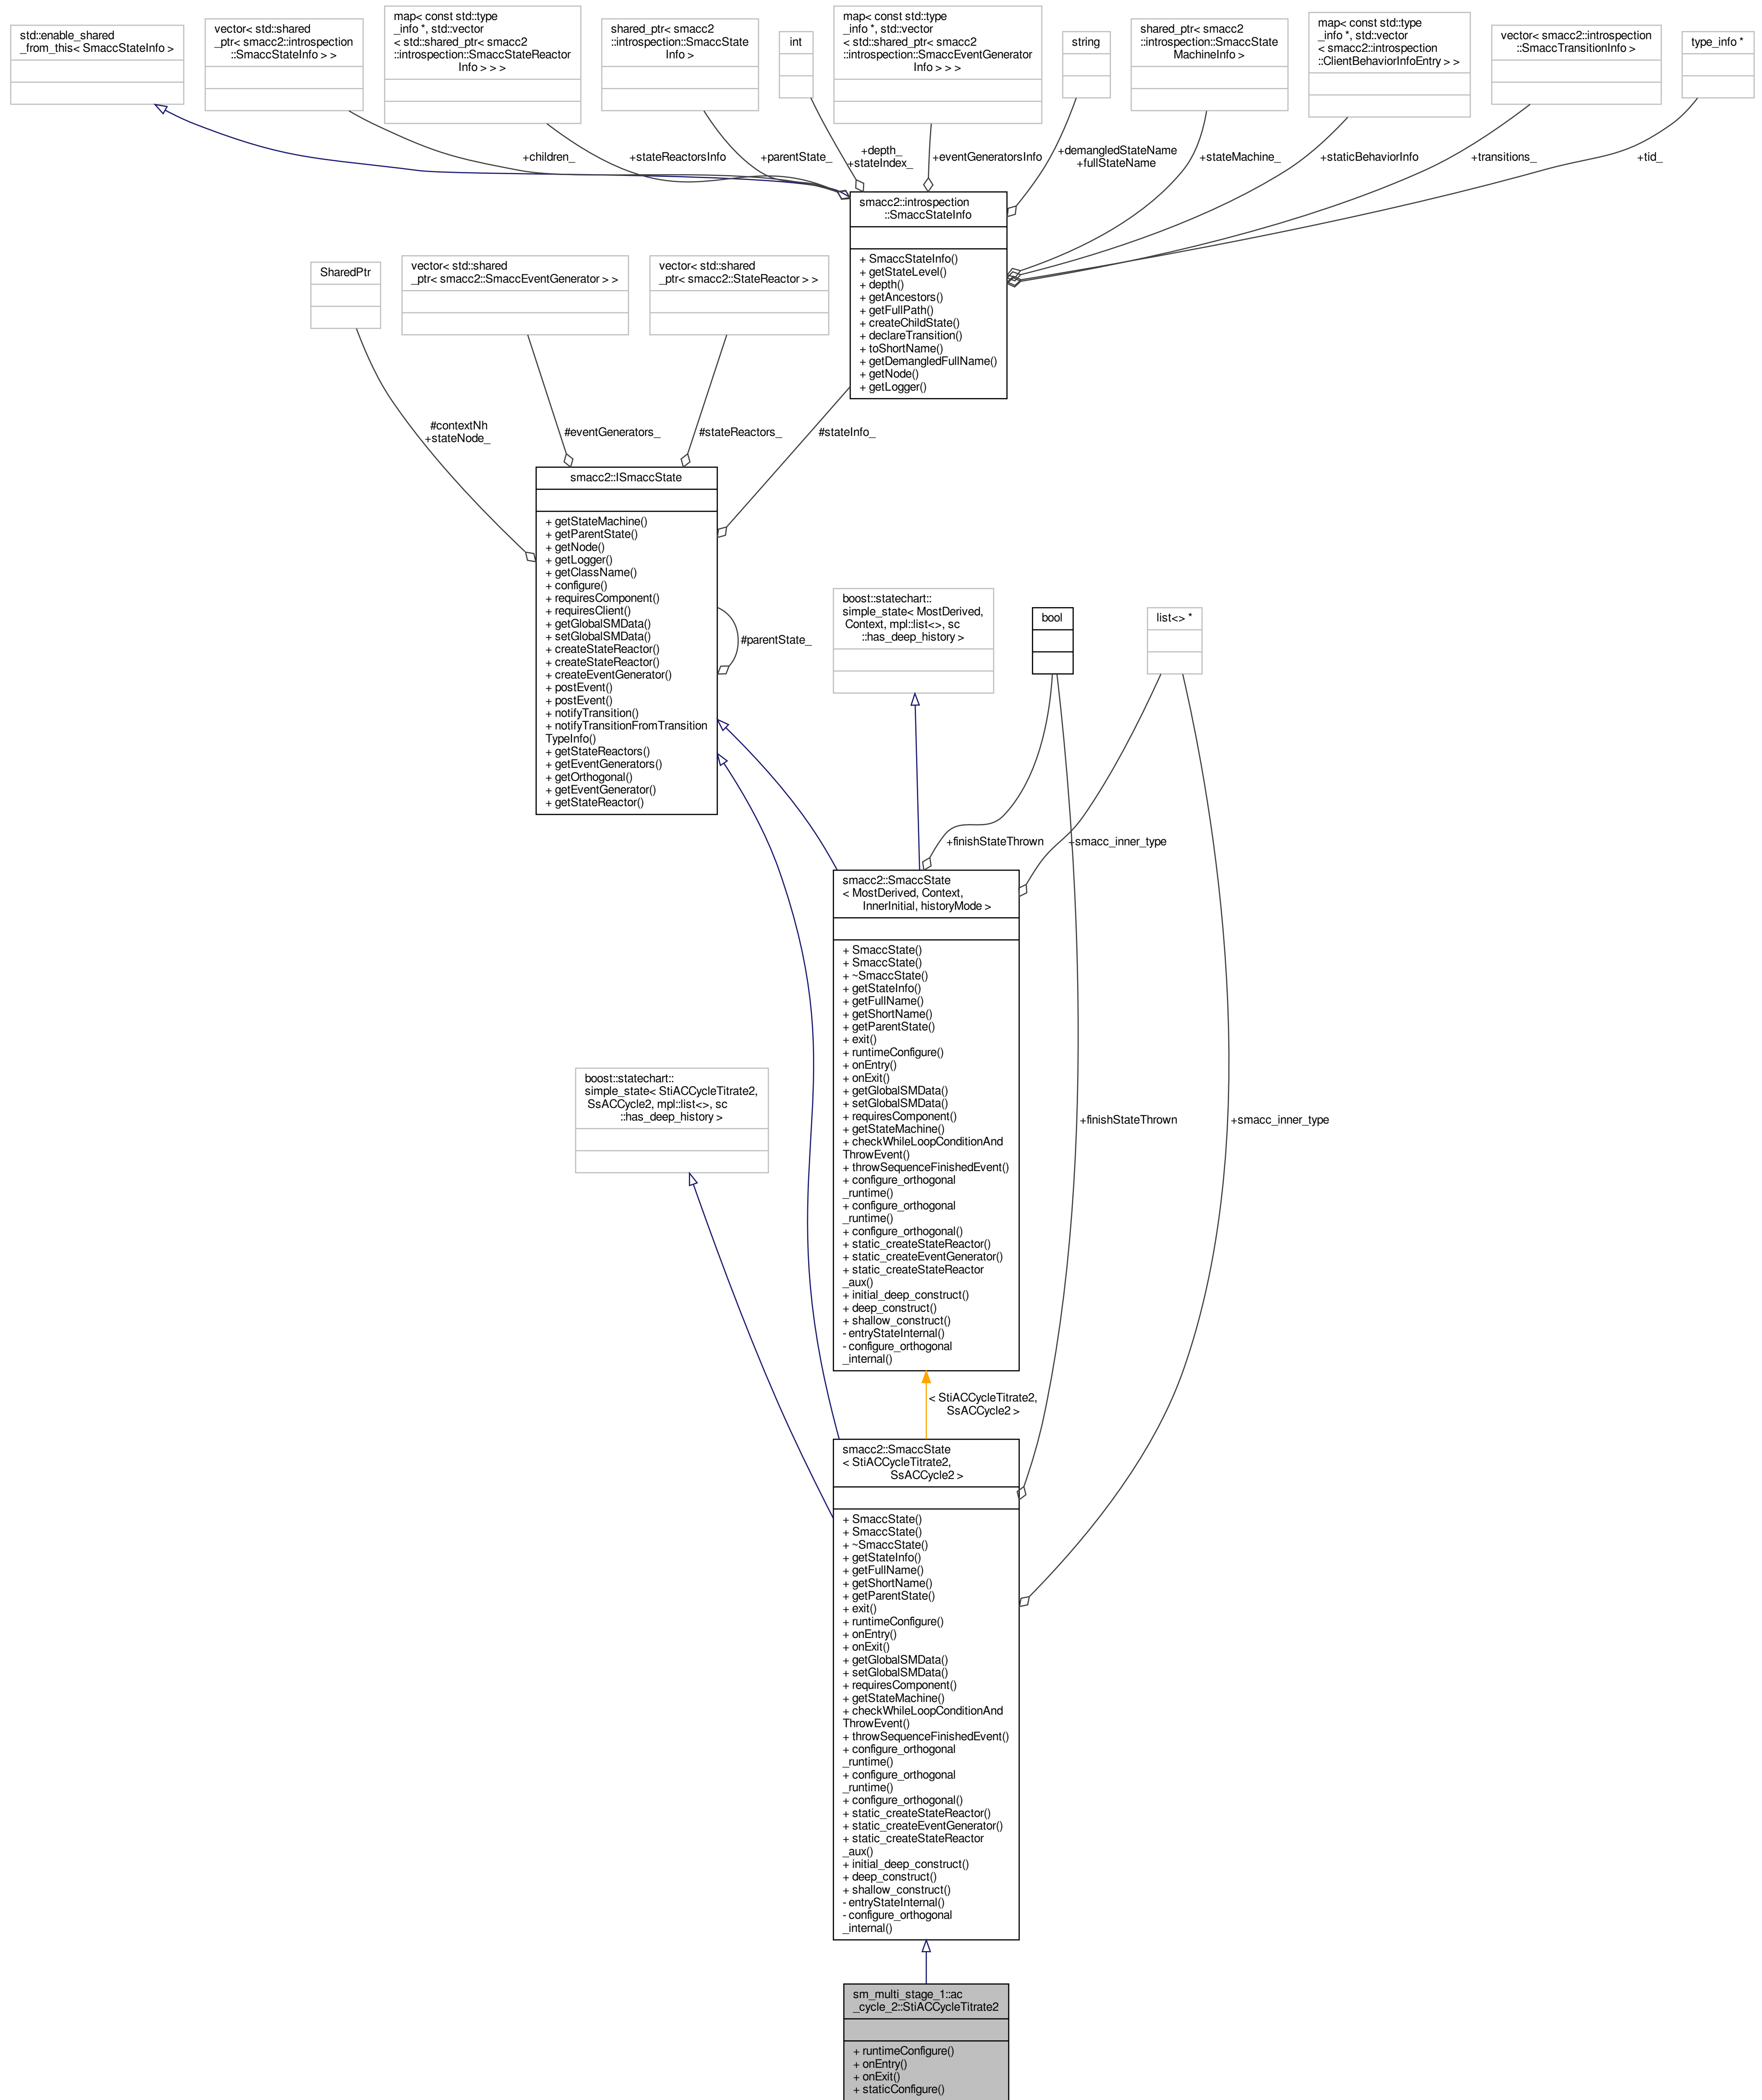 std::enable_shared
_from_this< SmaccStateInfo >
vector< std::shared
_ptr< smacc2::introspection
::SmaccStateInfo > >
map< const std::type
_info *, std::vector
< std::shared_ptr< smacc2
::introspection::SmaccStateReactor
Info > > >
shared_ptr< smacc2
::introspection::SmaccState
Info >
int
map< const std::type
_info *, std::vector
< std::shared_ptr< smacc2
::introspection::SmaccEventGenerator
Info > > >
string
shared_ptr< smacc2
::introspection::SmaccState
MachineInfo >
map< const std::type
_info *, std::vector
< smacc2::introspection
::ClientBehaviorInfoEntry > >
vector< smacc2::introspection
::SmaccTransitionInfo >
type_info *
+children_
+stateReactorsInfo
+parentState_
+depth_
+stateIndex_
+eventGeneratorsInfo
+demangledStateName
+fullStateName
+stateMachine_
+staticBehaviorInfo
+transitions_
+tid_
smacc2::introspection
::SmaccStateInfo
+ SmaccStateInfo()
+ getStateLevel()
+ depth()
+ getAncestors()
+ getFullPath()
+ createChildState()
+ declareTransition()
+ toShortName()
+ getDemangledFullName()
+ getNode()
+ getLogger()
SharedPtr
vector< std::shared
_ptr< smacc2::SmaccEventGenerator > >
vector< std::shared
_ptr< smacc2::StateReactor > >
#contextNh
+stateNode_
#eventGenerators_
#stateReactors_
#stateInfo_
smacc2::ISmaccState
+ getStateMachine()
+ getParentState()
+ getNode()
+ getLogger()
+ getClassName()
+ configure()
+ requiresComponent()
+ requiresClient()
+ getGlobalSMData()
+ setGlobalSMData()
+ createStateReactor()
+ createStateReactor()
+ createEventGenerator()
+ postEvent()
+ postEvent()
+ notifyTransition()
+ notifyTransitionFromTransition
TypeInfo()
+ getStateReactors()
+ getEventGenerators()
+ getOrthogonal()
+ getEventGenerator()
+ getStateReactor()
#parentState_
boost::statechart::
simple_state< MostDerived,
Context, mpl::list<>, sc
::has_deep_history >
bool
list<> *
+finishStateThrown
+smacc_inner_type
smacc2::SmaccState
< MostDerived, Context,
InnerInitial, historyMode >
+ SmaccState()
+ SmaccState()
+ ~SmaccState()
+ getStateInfo()
+ getFullName()
+ getShortName()
+ getParentState()
+ exit()
+ runtimeConfigure()
+ onEntry()
+ onExit()
+ getGlobalSMData()
+ setGlobalSMData()
+ requiresComponent()
+ getStateMachine()
+ checkWhileLoopConditionAnd
ThrowEvent()
+ throwSequenceFinishedEvent()
+ configure_orthogonal
_runtime()
+ configure_orthogonal
_runtime()
+ configure_orthogonal()
+ static_createStateReactor()
+ static_createEventGenerator()
+ static_createStateReactor
_aux()
+ initial_deep_construct()
+ deep_construct()
+ shallow_construct()
- entryStateInternal()
- configure_orthogonal
_internal()
boost::statechart::
simple_state< StiACCycleTitrate2,
SsACCycle2, mpl::list<>, sc
::has_deep_history >
+finishStateThrown
+smacc_inner_type
< StiACCycleTitrate2,
SsACCycle2 >
smacc2::SmaccState
< StiACCycleTitrate2,
SsACCycle2 >
+ SmaccState()
+ SmaccState()
+ ~SmaccState()
+ getStateInfo()
+ getFullName()
+ getShortName()
+ getParentState()
+ exit()
+ runtimeConfigure()
+ onEntry()
+ onExit()
+ getGlobalSMData()
+ setGlobalSMData()
+ requiresComponent()
+ getStateMachine()
+ checkWhileLoopConditionAnd
ThrowEvent()
+ throwSequenceFinishedEvent()
+ configure_orthogonal
_runtime()
+ configure_orthogonal
_runtime()
+ configure_orthogonal()
+ static_createStateReactor()
+ static_createEventGenerator()
+ static_createStateReactor
_aux()
+ initial_deep_construct()
+ deep_construct()
+ shallow_construct()
- entryStateInternal()
- configure_orthogonal
_internal()
sm_multi_stage_1::ac
_cycle_2::StiACCycleTitrate2
+ runtimeConfigure()
+ onEntry()
+ onExit()
+ staticConfigure()